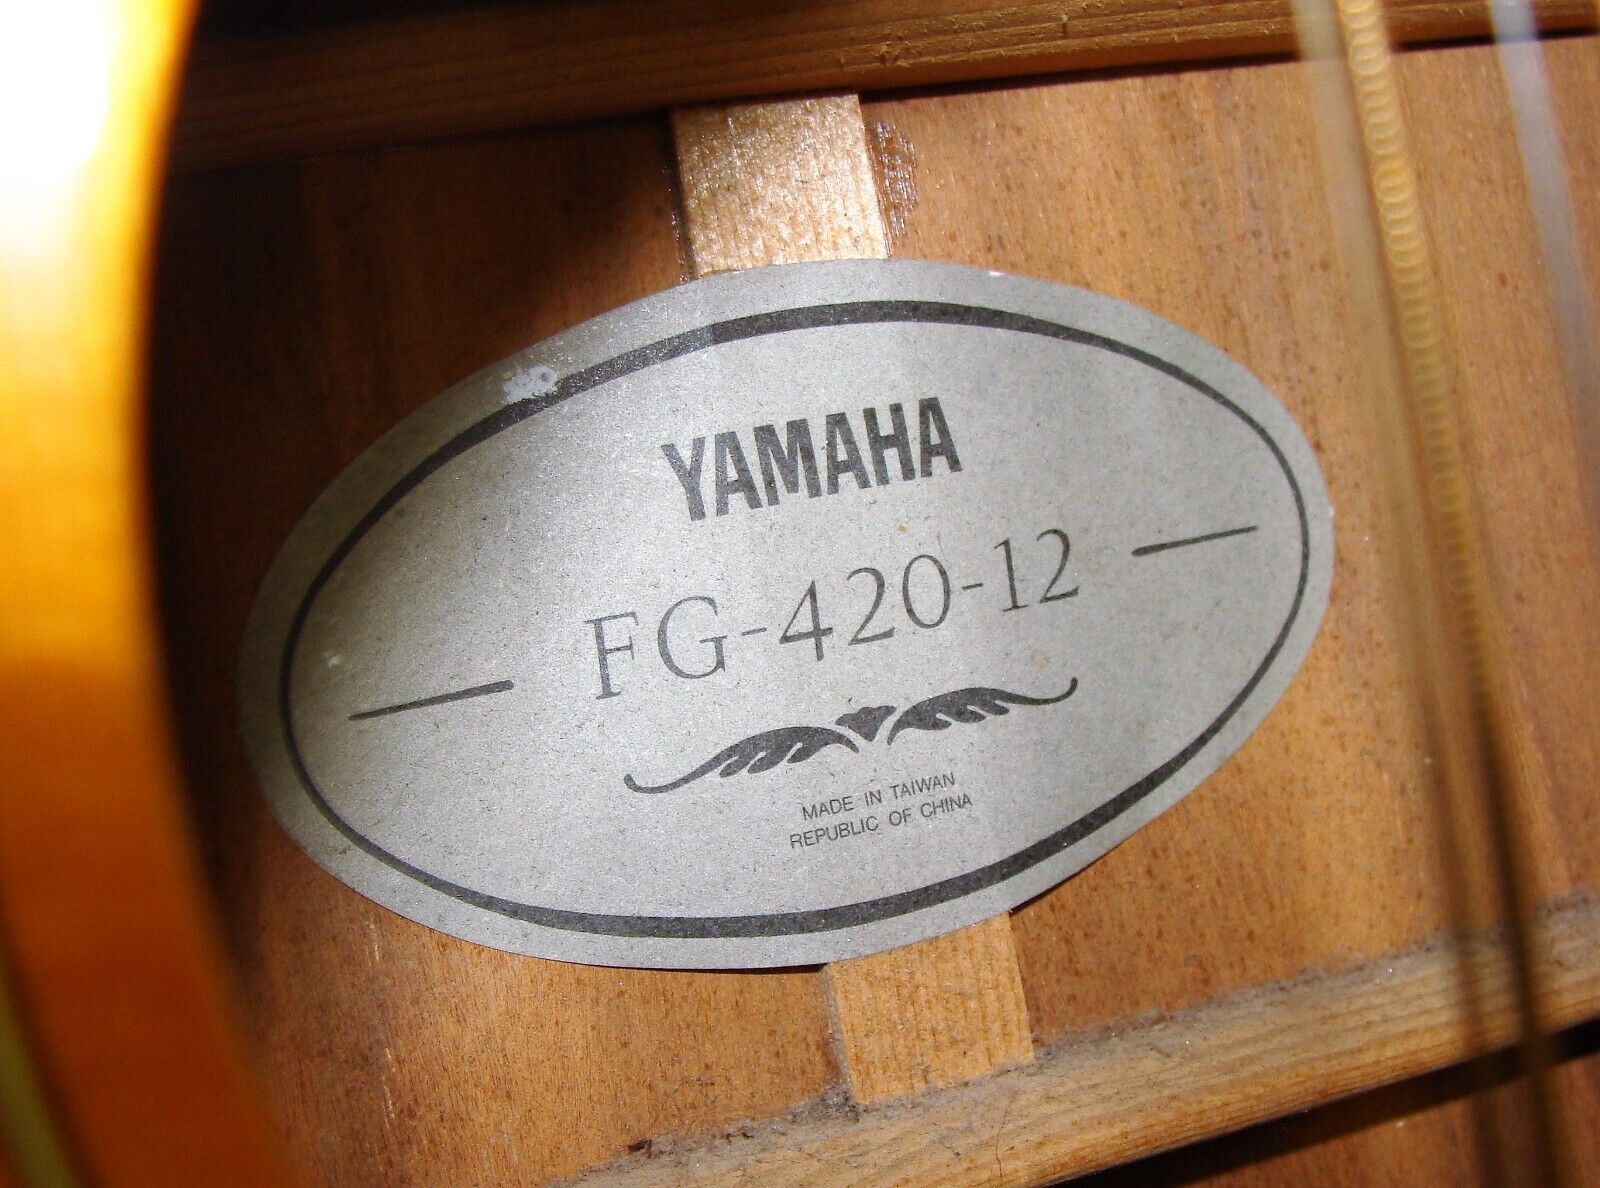 YAMAHA
FG-420-12
MADE IN TAIWAN
REPUBLIC OF CHINA